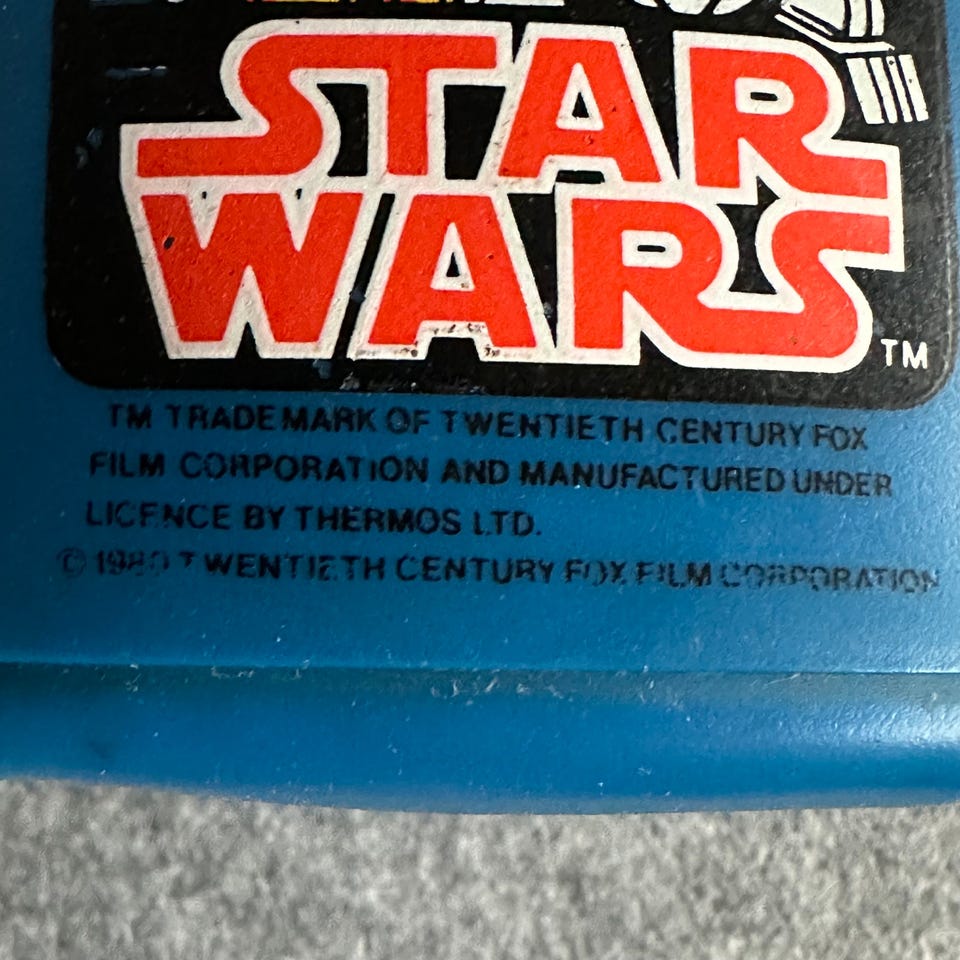 STAR
WARS TM
TM TRADEMARK OF TWENTIETH CENTURY FOX
FILM CORPORATION AND MANUFACTURED UNDER
LICENCE BY THERMOS LTD.
© 1980 TWENTIETH CENTURY FOX FILM CORPORATION